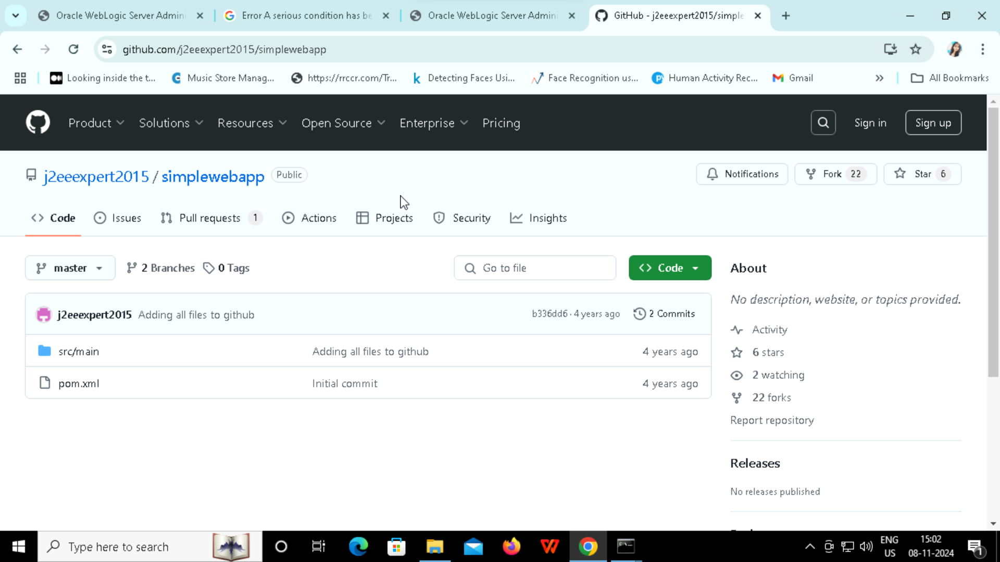 Oracle WebLogic Server Admini
Error A serious condition has be
Oracle WebLogic Server Admini
GitHub - j2eeexpert2015/simple
github.com/j2eeexpert2015/simplewebapp
Looking inside the t...
Music Store Manag...
https://rrccr.com/Tr...
Detecting Faces Usi...
Face Recognition us...
Human Activity Rec...
Gmail
All Bookmarks
Product
Solutions
Resources
Open Source
Enterprise
Pricing
Sign in
Sign up
j2eeexpert2015 / simplewebapp
Public
Notifications
Fork 22
Star 6
Code
Issues
Pull requests 1
Actions
Projects
Security
Insights
master
2 Branches
0 Tags
Go to file
Code
j2eeexpert2015 Adding all files to github
b336dd6 · 4 years ago
2 Commits
src/main
Adding all files to github
4 years ago
pom.xml
Initial commit
4 years ago
About
No description, website, or topics provided.
Activity
6 stars
2 watching
22 forks
Report repository
Releases
No releases published
Type here to search
ENG
US
15:02
08-11-2024
1